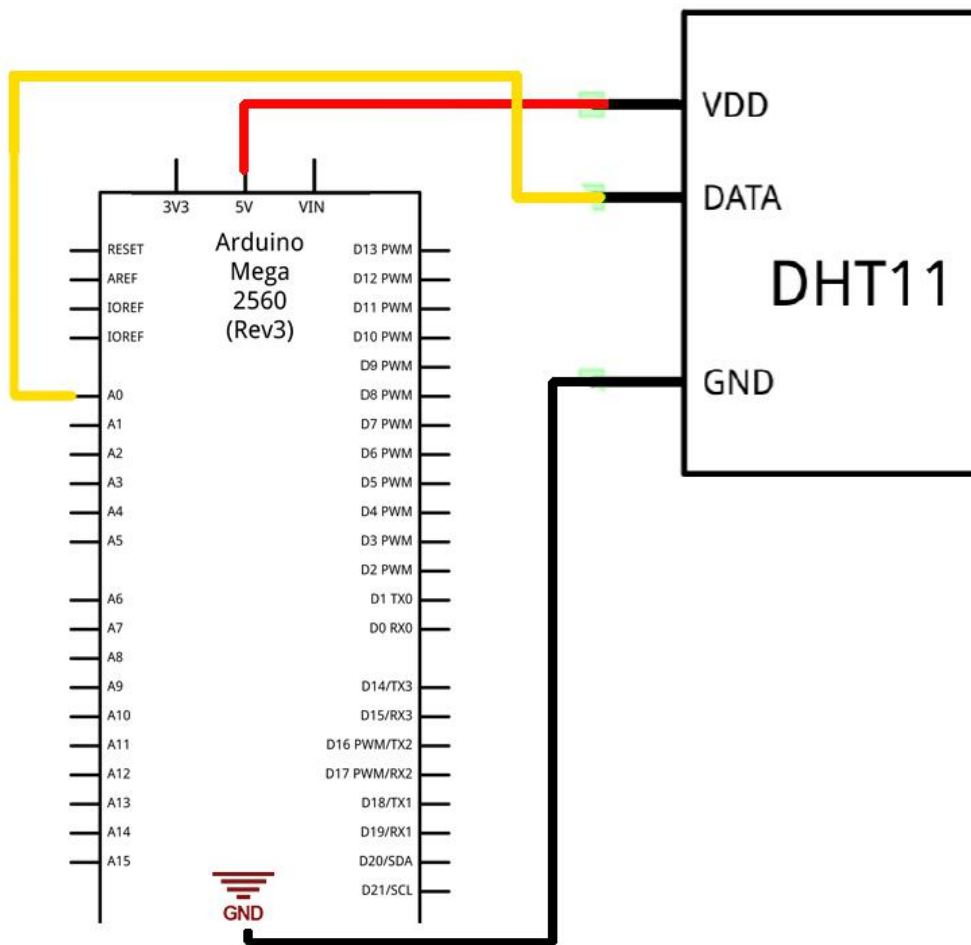 3V3
5V
VIN
Arduino
Mega
2560
(Rev3)
RESET
AREF
IOREF
IOREF
A0
A1
A2
A3
A4
A5
A6
A7
A8
A9
A10
A11
A12
A13
A14
A15
D13 PWM
D12 PWM
D11 PWM
D10 PWM
D9 PWM
D8 PWM
D7 PWM
D6 PWM
D5 PWM
D4 PWM
D3 PWM
D2 PWM
D1 TX0
D0 RX0
D14/TX3
D15/RX3
D16 PWM/TX2
D17 PWM/RX2
D18/TX1
D19/RX1
D20/SDA
D21/SCL
GND
VDD
DATA
DHT11
GND